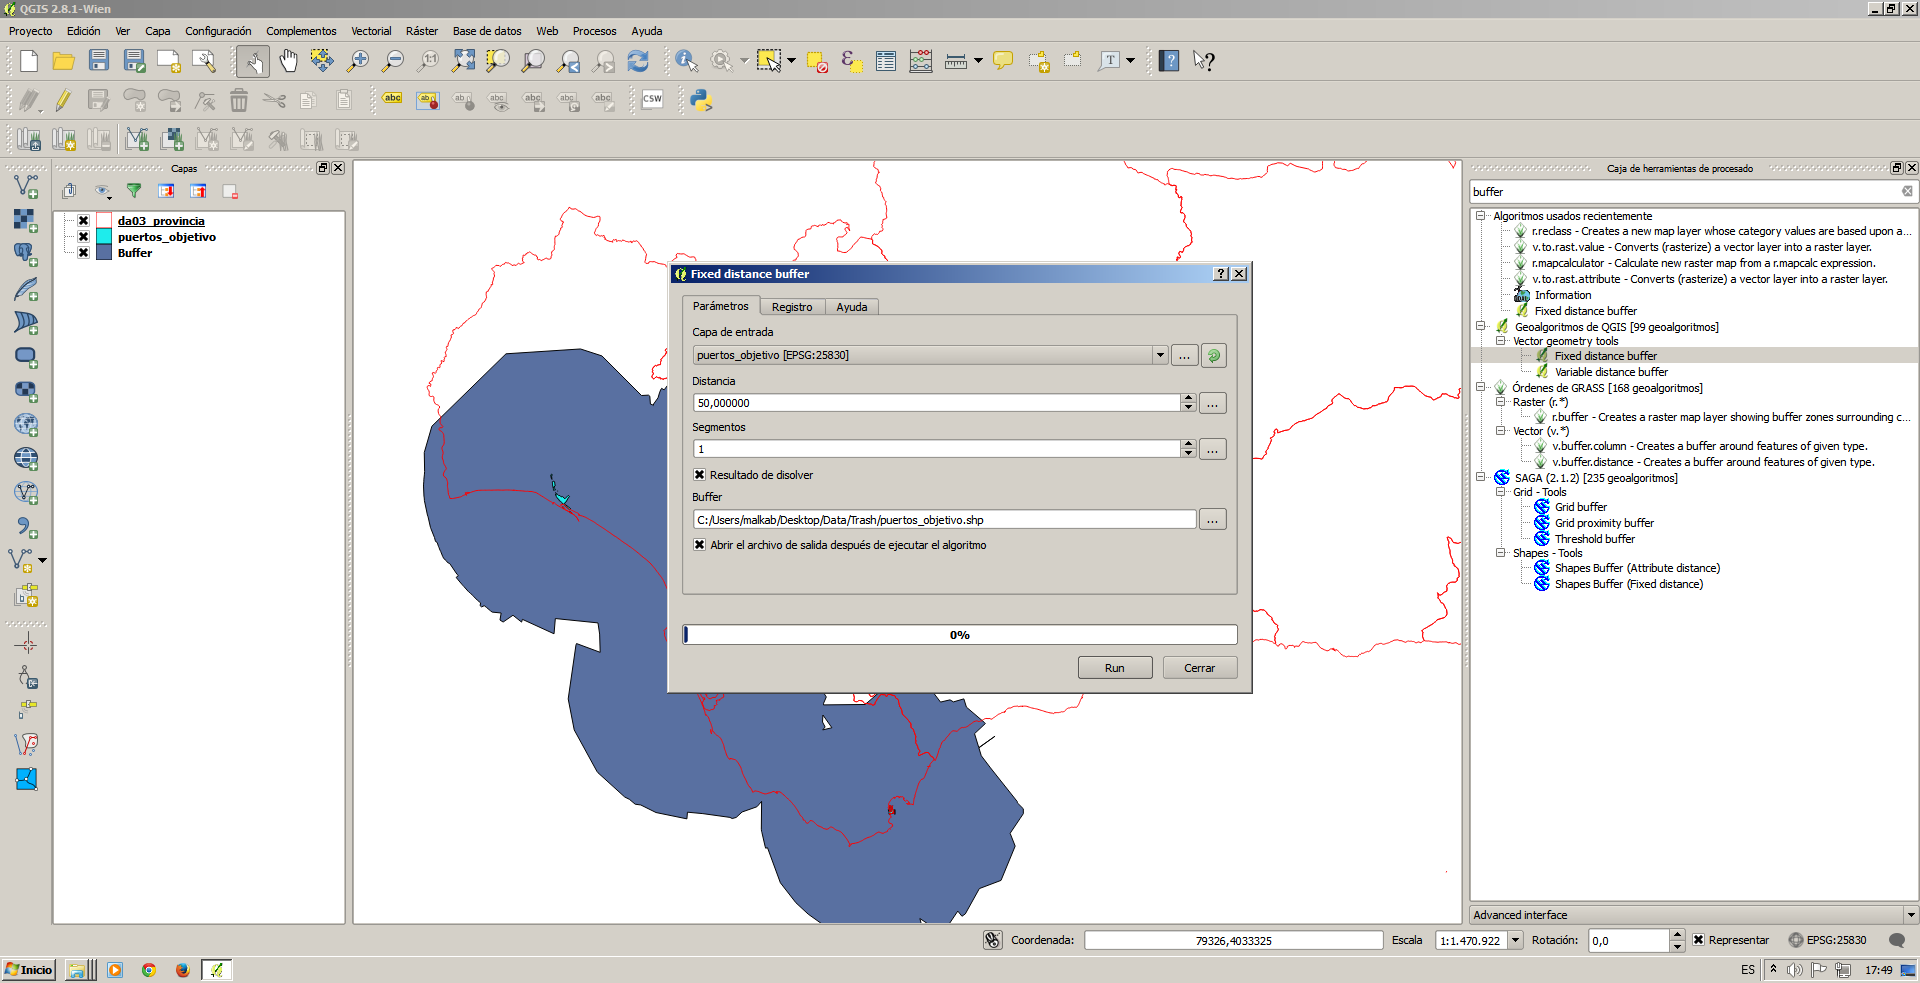 QGIS 2.8.1-Wien
Proyecto Edición Ver Capa Configuración Complementos Vectorial Ráster Base de datos Web Procesos Ayuda
Capas
da03_provincia
puertos_objetivo
Buffer
Fixed distance buffer
Parámetros Registro Ayuda
Capa de entrada
puertos_objetivo [EPSG:25830]
Distancia
50,000000
Segmentos
1
Resultado de disolver
Buffer
C:/Users/malkab/Desktop/Data/Trash/puertos_objetivo.shp
Abrir el archivo de salida después de ejecutar el algoritmo
0%
Run Cerrar
Caja de herramientas de procesado
buffer
Algoritmos usados recientemente
r.reclass - Creates a new map layer whose category values are based upon a...
v.to.rast.value - Converts (rasterize) a vector layer into a raster layer.
r.mapcalculator - Calculate new raster map from a r.mapcalc expression.
v.to.rast.attribute - Converts (rasterize) a vector layer into a raster layer.
Information
Fixed distance buffer
Geoalgoritmos de QGIS [99 geoalgoritmos]
Vector geometry tools
Fixed distance buffer
Variable distance buffer
Órdenes de GRASS [168 geoalgoritmos]
Raster (r.*)
r.buffer - Creates a raster map layer showing buffer zones surrounding c...
Vector (v.*)
v.buffer.column - Creates a buffer around features of given type.
v.buffer.distance - Creates a buffer around features of given type.
SAGA (2.1.2) [235 geoalgoritmos]
Grid - Tools
Grid buffer
Grid proximity buffer
Threshold buffer
Shapes - Tools
Shapes Buffer (Attribute distance)
Shapes Buffer (Fixed distance)
Advanced interface
Coordenada: 79326,4033325 Escala 1:1.470.922 Rotación: 0,0 Representar EPSG:25830
Inicio ES 17:49